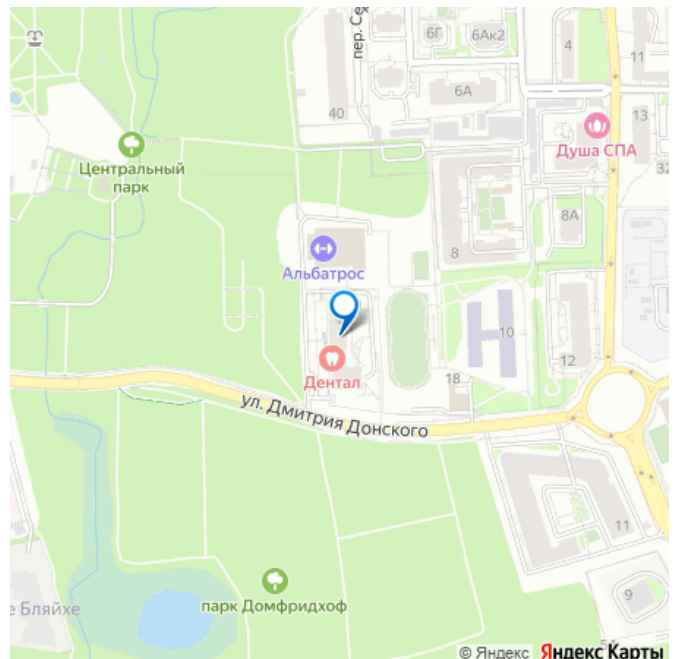 пер. Се
6Г
6Ак2
4
11
6А
40
13
Душа СПА
Центральный
парк
32
8А
8
Альбатрос
10
12
Дентал
18
ул. Дмитрия Донского
11
парк Домфридхоф
е Бляйхе
9
© Яндекс Яндекс Карты